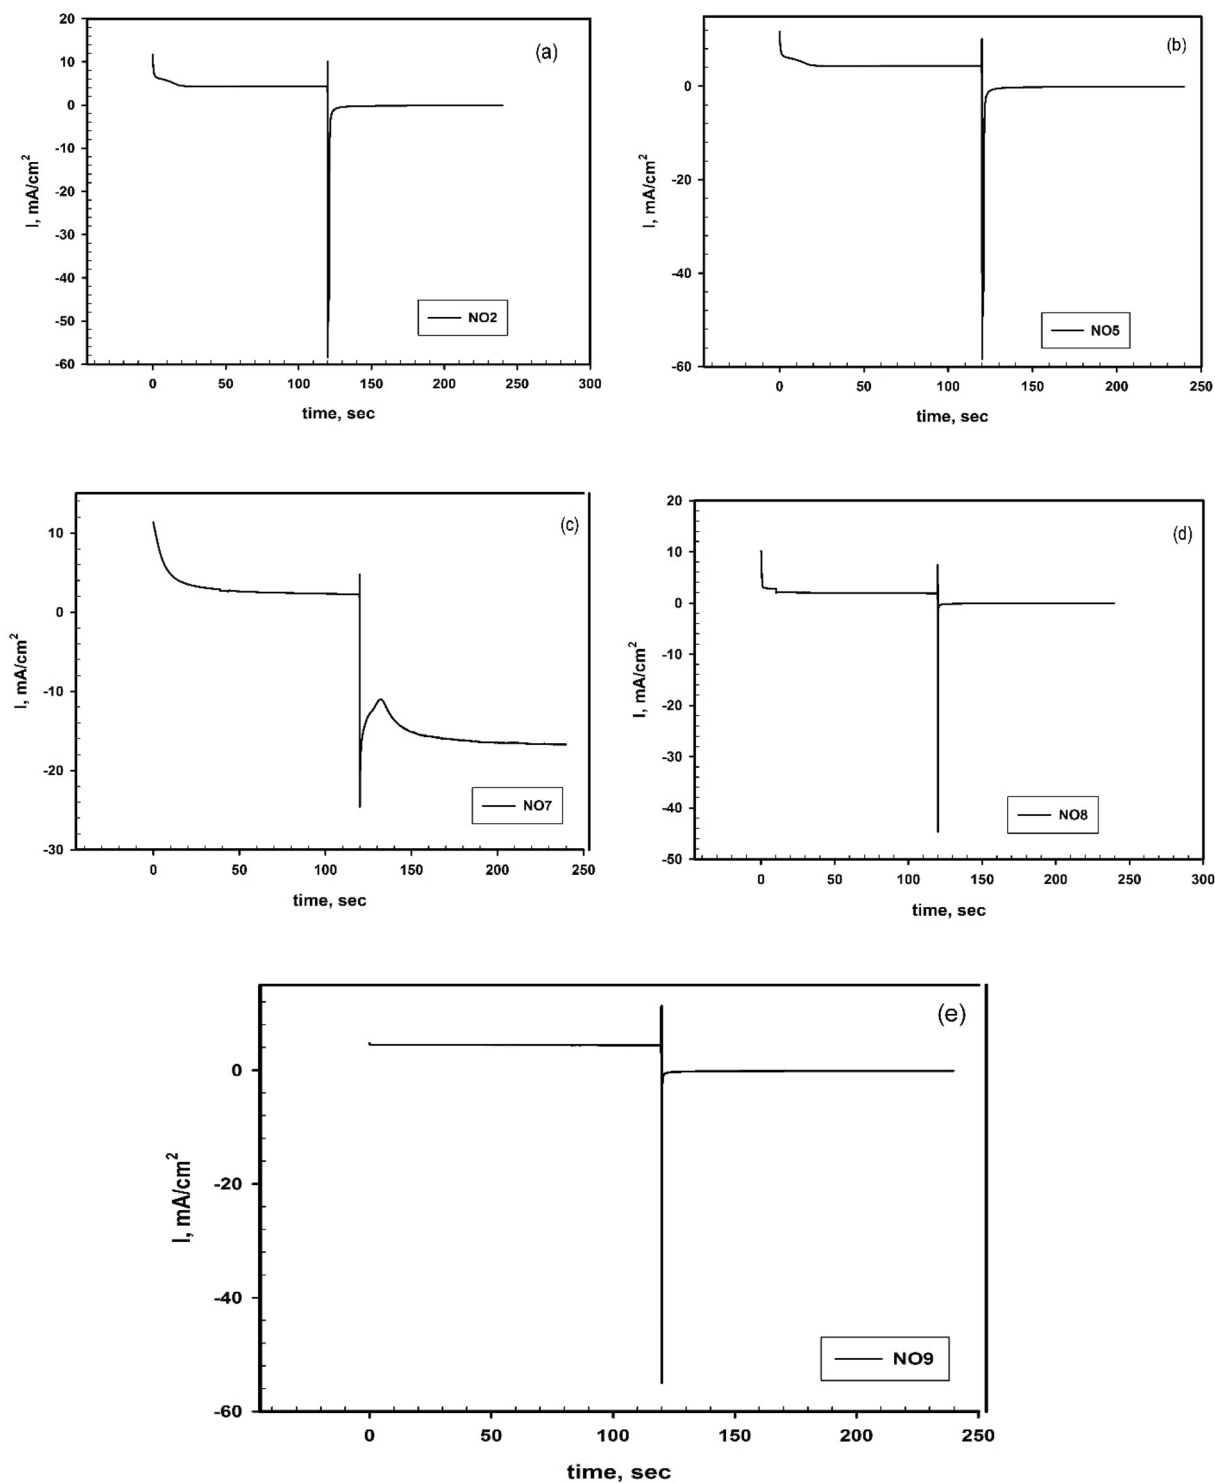 (a)
20
10
0
-10
-20
-30
-40
-50
-60
I, mA/cm²
NO2
0 50 100 150 200 250 300
time, sec
(b)
0
-20
-40
-60
I, mA/cm²
NO5
0 50 100 150 200 250
time, sec
(c)
10
0
-10
-20
-30
I, mA/cm²
NO7
0 50 100 150 200 250
time, sec
(d)
20
10
0
-10
-20
-30
-40
-50
I, mA/cm²
NO8
0 50 100 150 200 250 300
time, sec
(e)
0
-20
-40
-60
I, mA/cm²
NO9
0 50 100 150 200 250
time, sec